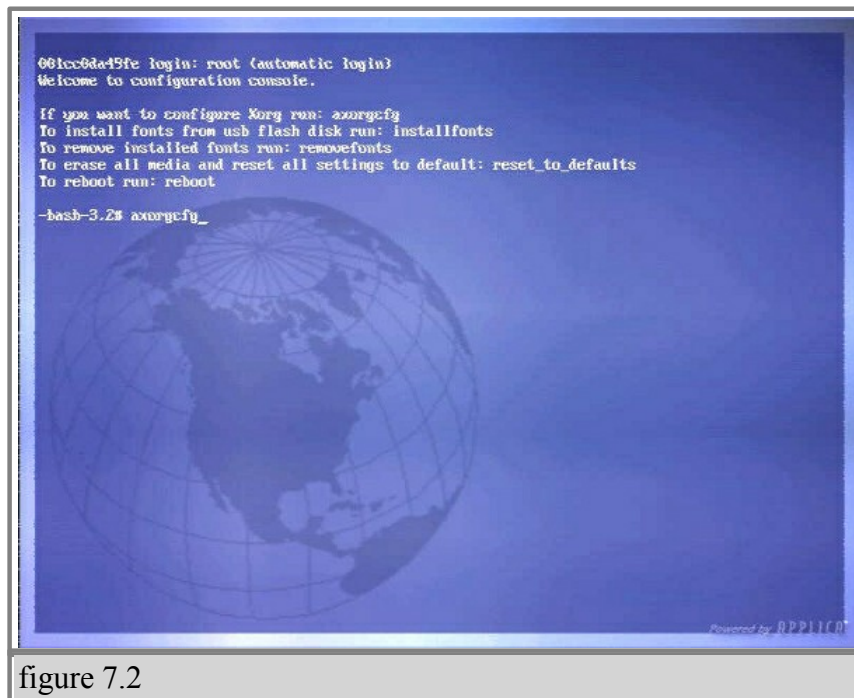 001cc0da49fe login: root (automatic login)
Welcome to configuration console.
If you want to configure Xorg run: axorgcfg
To install fonts from usb flash disk run: installfonts
To remove installed fonts run: removefonts
To erase all media and reset all settings to default: reset_to_defaults
To reboot run: reboot
-bash-3.2# axorgcfg_
Powered by APPLICA
figure 7.2